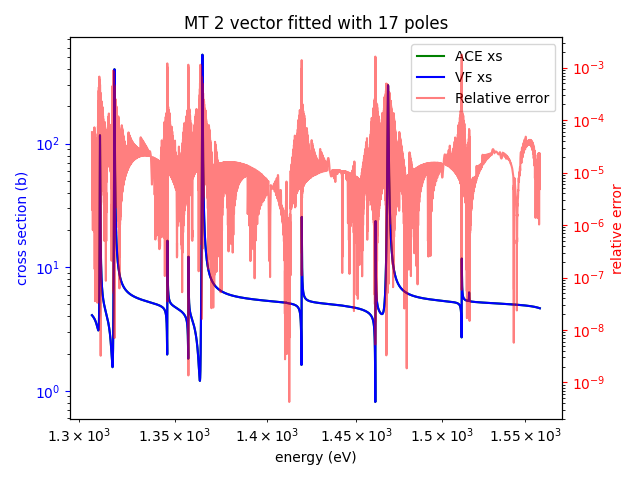 MT 2 vector fitted with 17 poles
ACE xs
VF xs
Relative error
cross section (b)
10²
10¹
10⁰
relative error
10⁻³
10⁻⁴
10⁻⁵
10⁻⁶
10⁻⁷
10⁻⁸
10⁻⁹
1.3 × 10³ 1.35 × 10³ 1.4 × 10³ 1.45 × 10³ 1.5 × 10³ 1.55 × 10³
energy (eV)